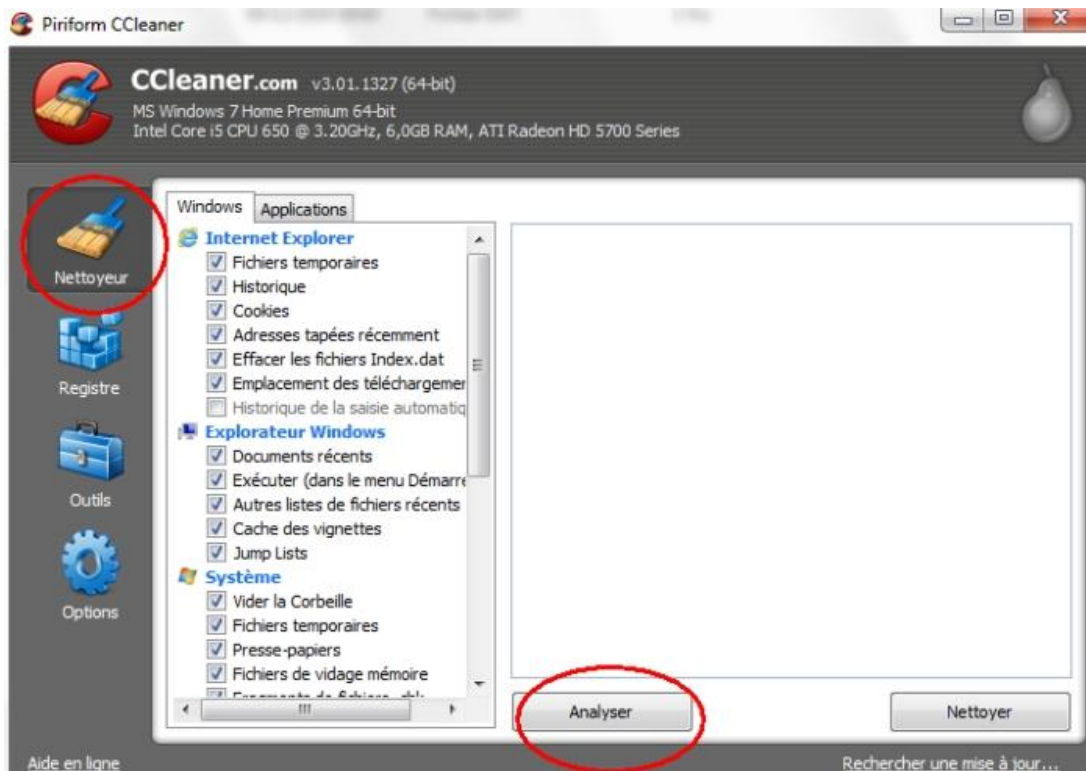 Piriform CCleaner
CCleaner.com v3.01.1327 (64-bit)
MS Windows 7 Home Premium 64-bit
Intel Core i5 CPU 650 @ 3.20GHz, 6,0GB RAM, ATI Radeon HD 5700 Series
Nettoyeur
Registre
Outils
Options
Windows Applications
Internet Explorer
Fichiers temporaires
Historique
Cookies
Adresses tapées récemment
Effacer les fichiers Index.dat
Emplacement des téléchargemer
Historique de la saisie automatiq
Explorateur Windows
Documents récents
Exécuter (dans le menu Démarre
Autres listes de fichiers récents
Cache des vignettes
Jump Lists
Système
Vider la Corbeille
Fichiers temporaires
Presse-papiers
Fichiers de vidage mémoire
Analyser
Nettoyer
Aide en ligne
Rechercher une mise à jour...